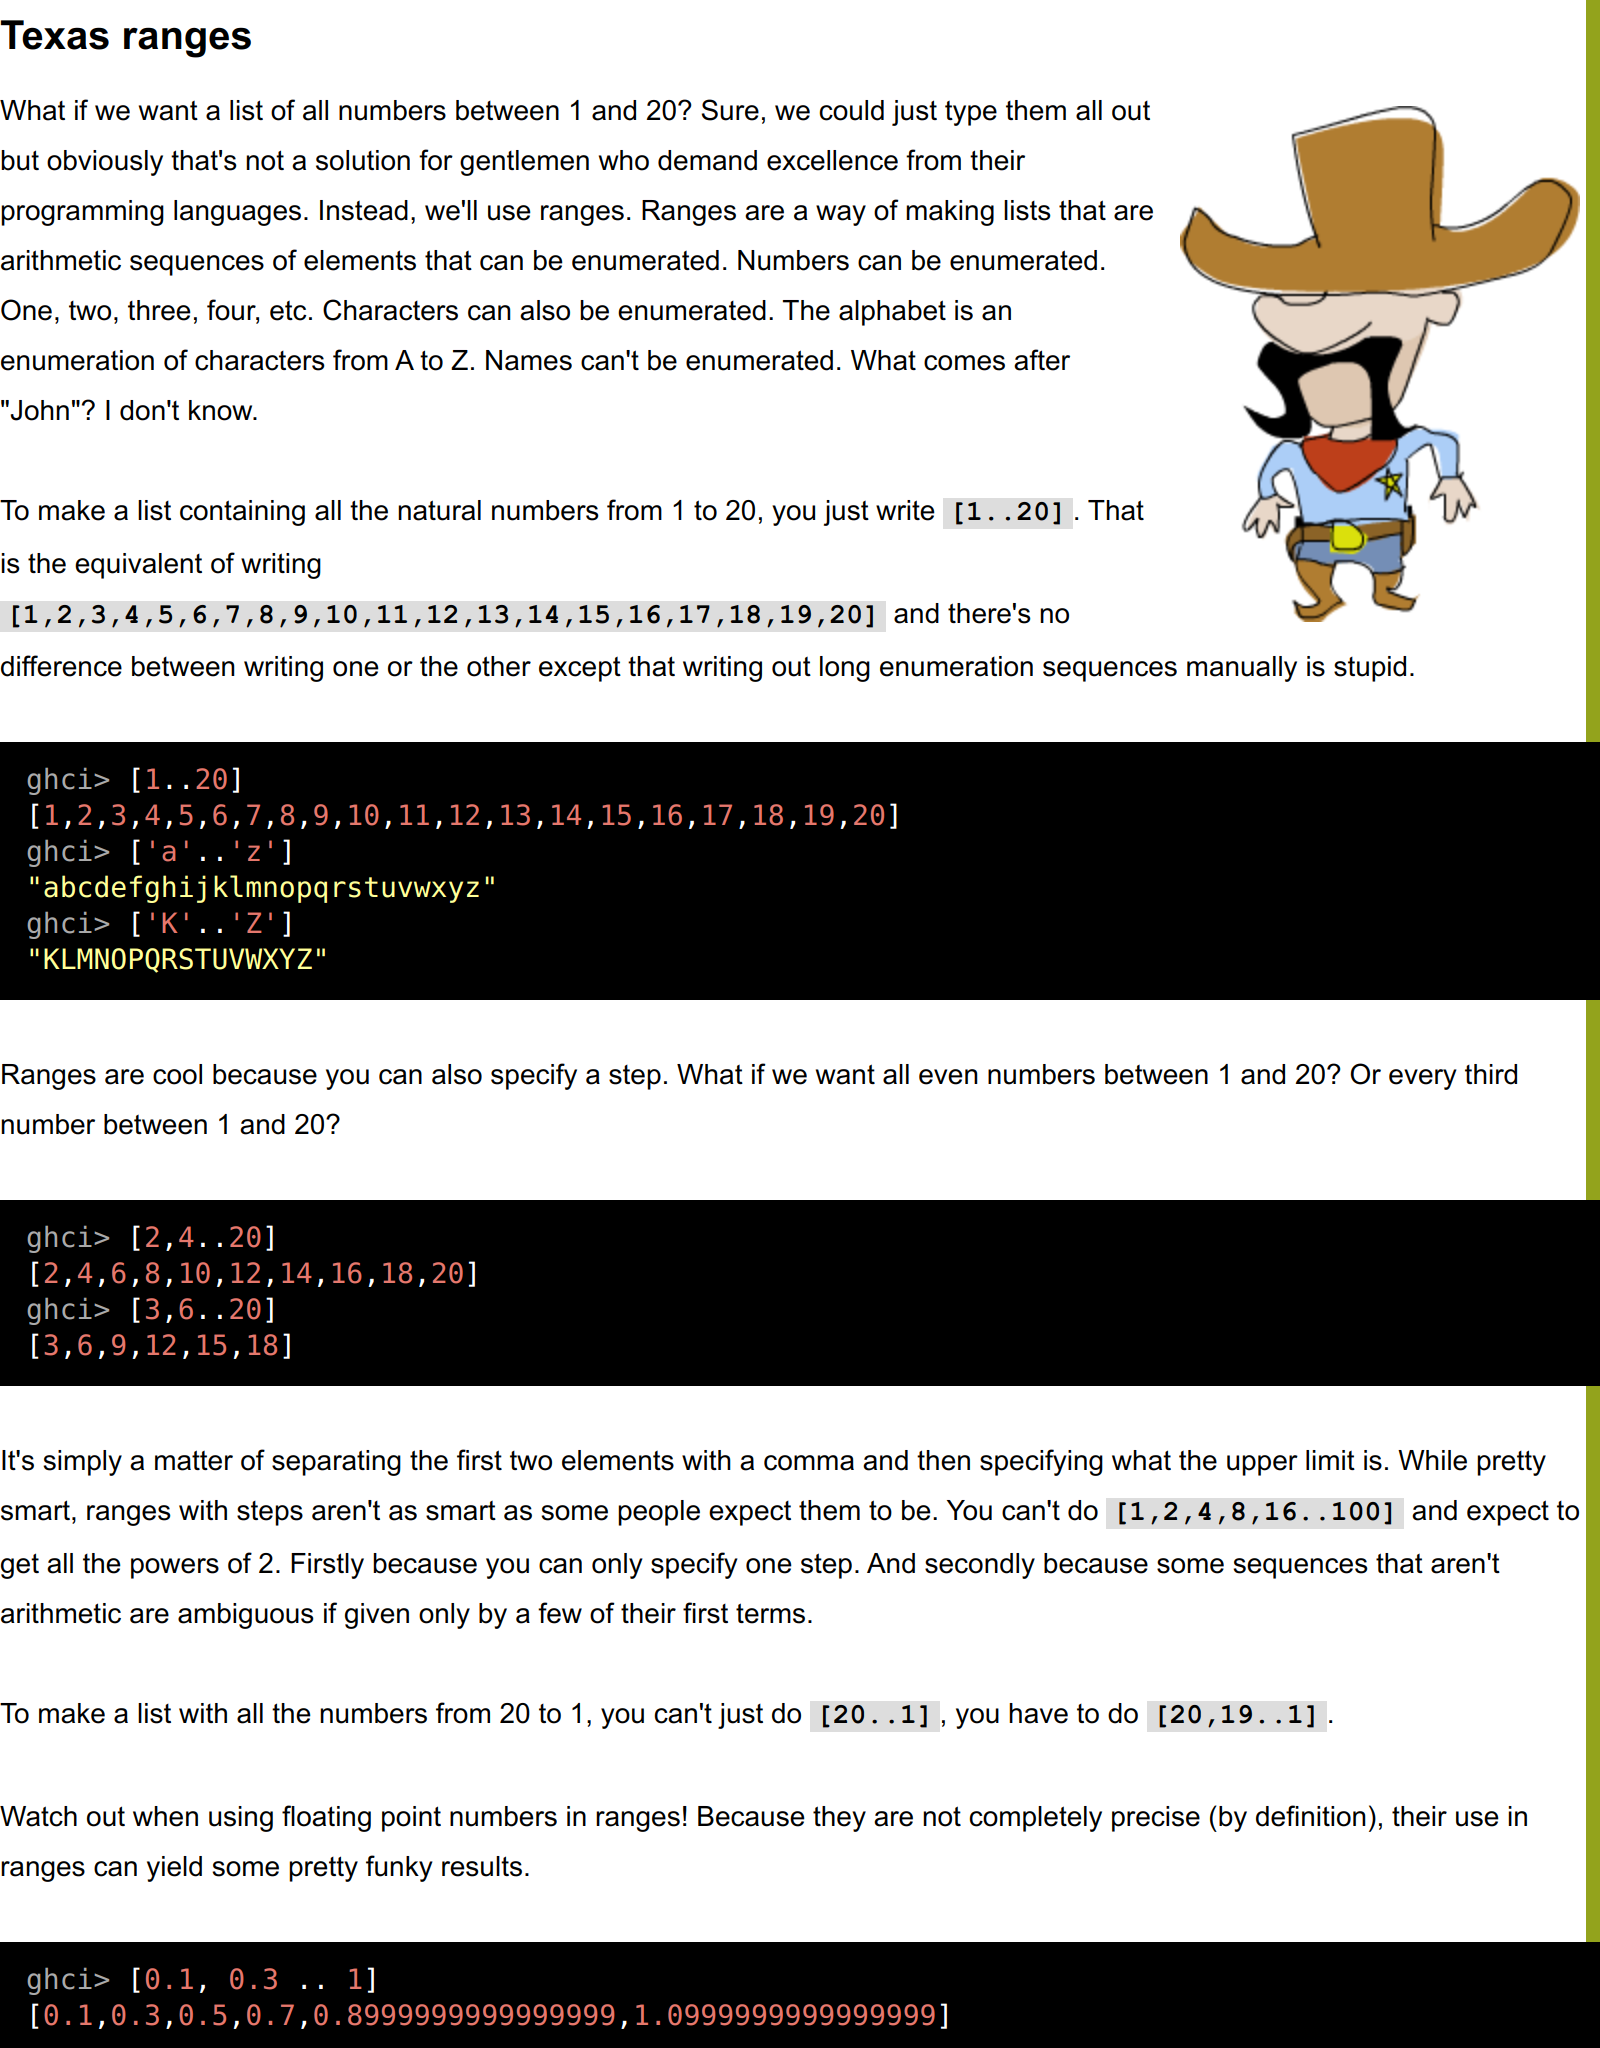 Texas ranges
What if we want a list of all numbers between 1 and 20? Sure, we could just type them all out
but obviously that's not a solution for gentlemen who demand excellence from their
programming languages. Instead, we'll use ranges. Ranges are a way of making lists that are
arithmetic sequences of elements that can be enumerated. Numbers can be enumerated.
One, two, three, four, etc. Characters can also be enumerated. The alphabet is an
enumeration of characters from A to Z. Names can't be enumerated. What comes after
"John"? I don't know.
To make a list containing all the natural numbers from 1 to 20, you just write [1..20]. That
is the equivalent of writing
[1,2,3,4,5,6,7,8,9,10,11,12,13,14,15,16,17,18,19,20] and there's no
difference between writing one or the other except that writing out long enumeration sequences manually is stupid.
ghci> [1..20]
[1,2,3,4,5,6,7,8,9,10,11,12,13,14,15,16,17,18,19,20]
ghci> ['a'..'z']
"abcdefghijklmnopqrstuvwxyz"
ghci> ['K'..'Z']
"KLMNOPQRSTUVWXYZ"
Ranges are cool because you can also specify a step. What if we want all even numbers between 1 and 20? Or every third
number between 1 and 20?
ghci> [2,4..20]
[2,4,6,8,10,12,14,16,18,20]
ghci> [3,6..20]
[3,6,9,12,15,18]
It's simply a matter of separating the first two elements with a comma and then specifying what the upper limit is. While pretty
smart, ranges with steps aren't as smart as some people expect them to be. You can't do [1,2,4,8,16..100] and expect to
get all the powers of 2. Firstly because you can only specify one step. And secondly because some sequences that aren't
arithmetic are ambiguous if given only by a few of their first terms.
To make a list with all the numbers from 20 to 1, you can't just do [20..1], you have to do [20,19..1].
Watch out when using floating point numbers in ranges! Because they are not completely precise (by definition), their use in
ranges can yield some pretty funky results.
ghci> [0.1, 0.3 .. 1]
[0.1,0.3,0.5,0.7,0.8999999999999999,1.0999999999999999]